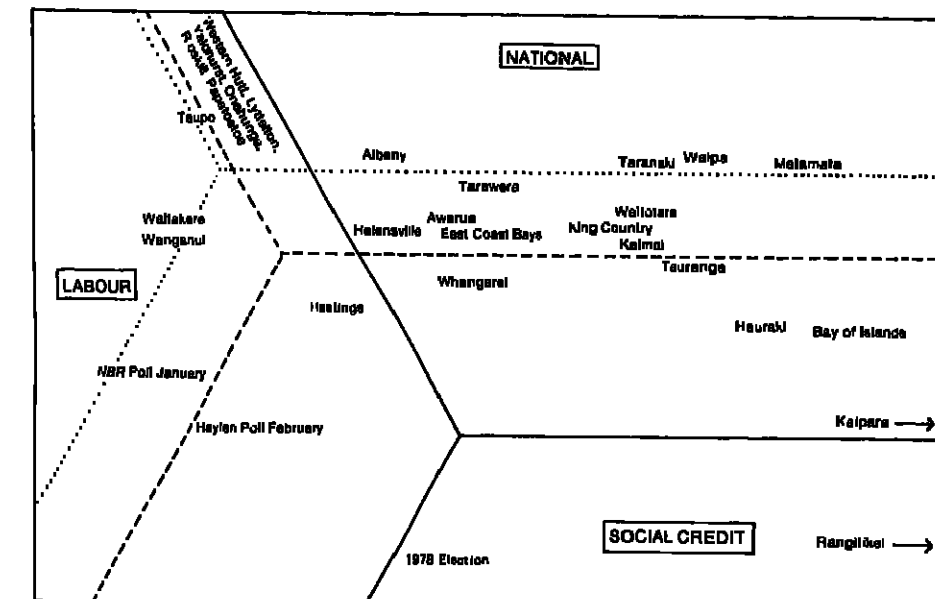 NATIONAL
Western Hutt, Lyttelton,
Yaldhurst, Onehunga,
Roskill, Papatoetoe
Taupo
Albany
Taranaki
Waipa
Matamata
Tarawera
Waitakere
Wanganui
Helensville
Awarua
East Coast Bays
Waitotara
King Country
Kaimai
Tauranga
Whangarei
LABOUR
Hastings
Hauraki
Bay of Islands
NBR Poll January
Heylen Poll February
Kaipara
1978 Election
SOCIAL CREDIT
Rangitikei